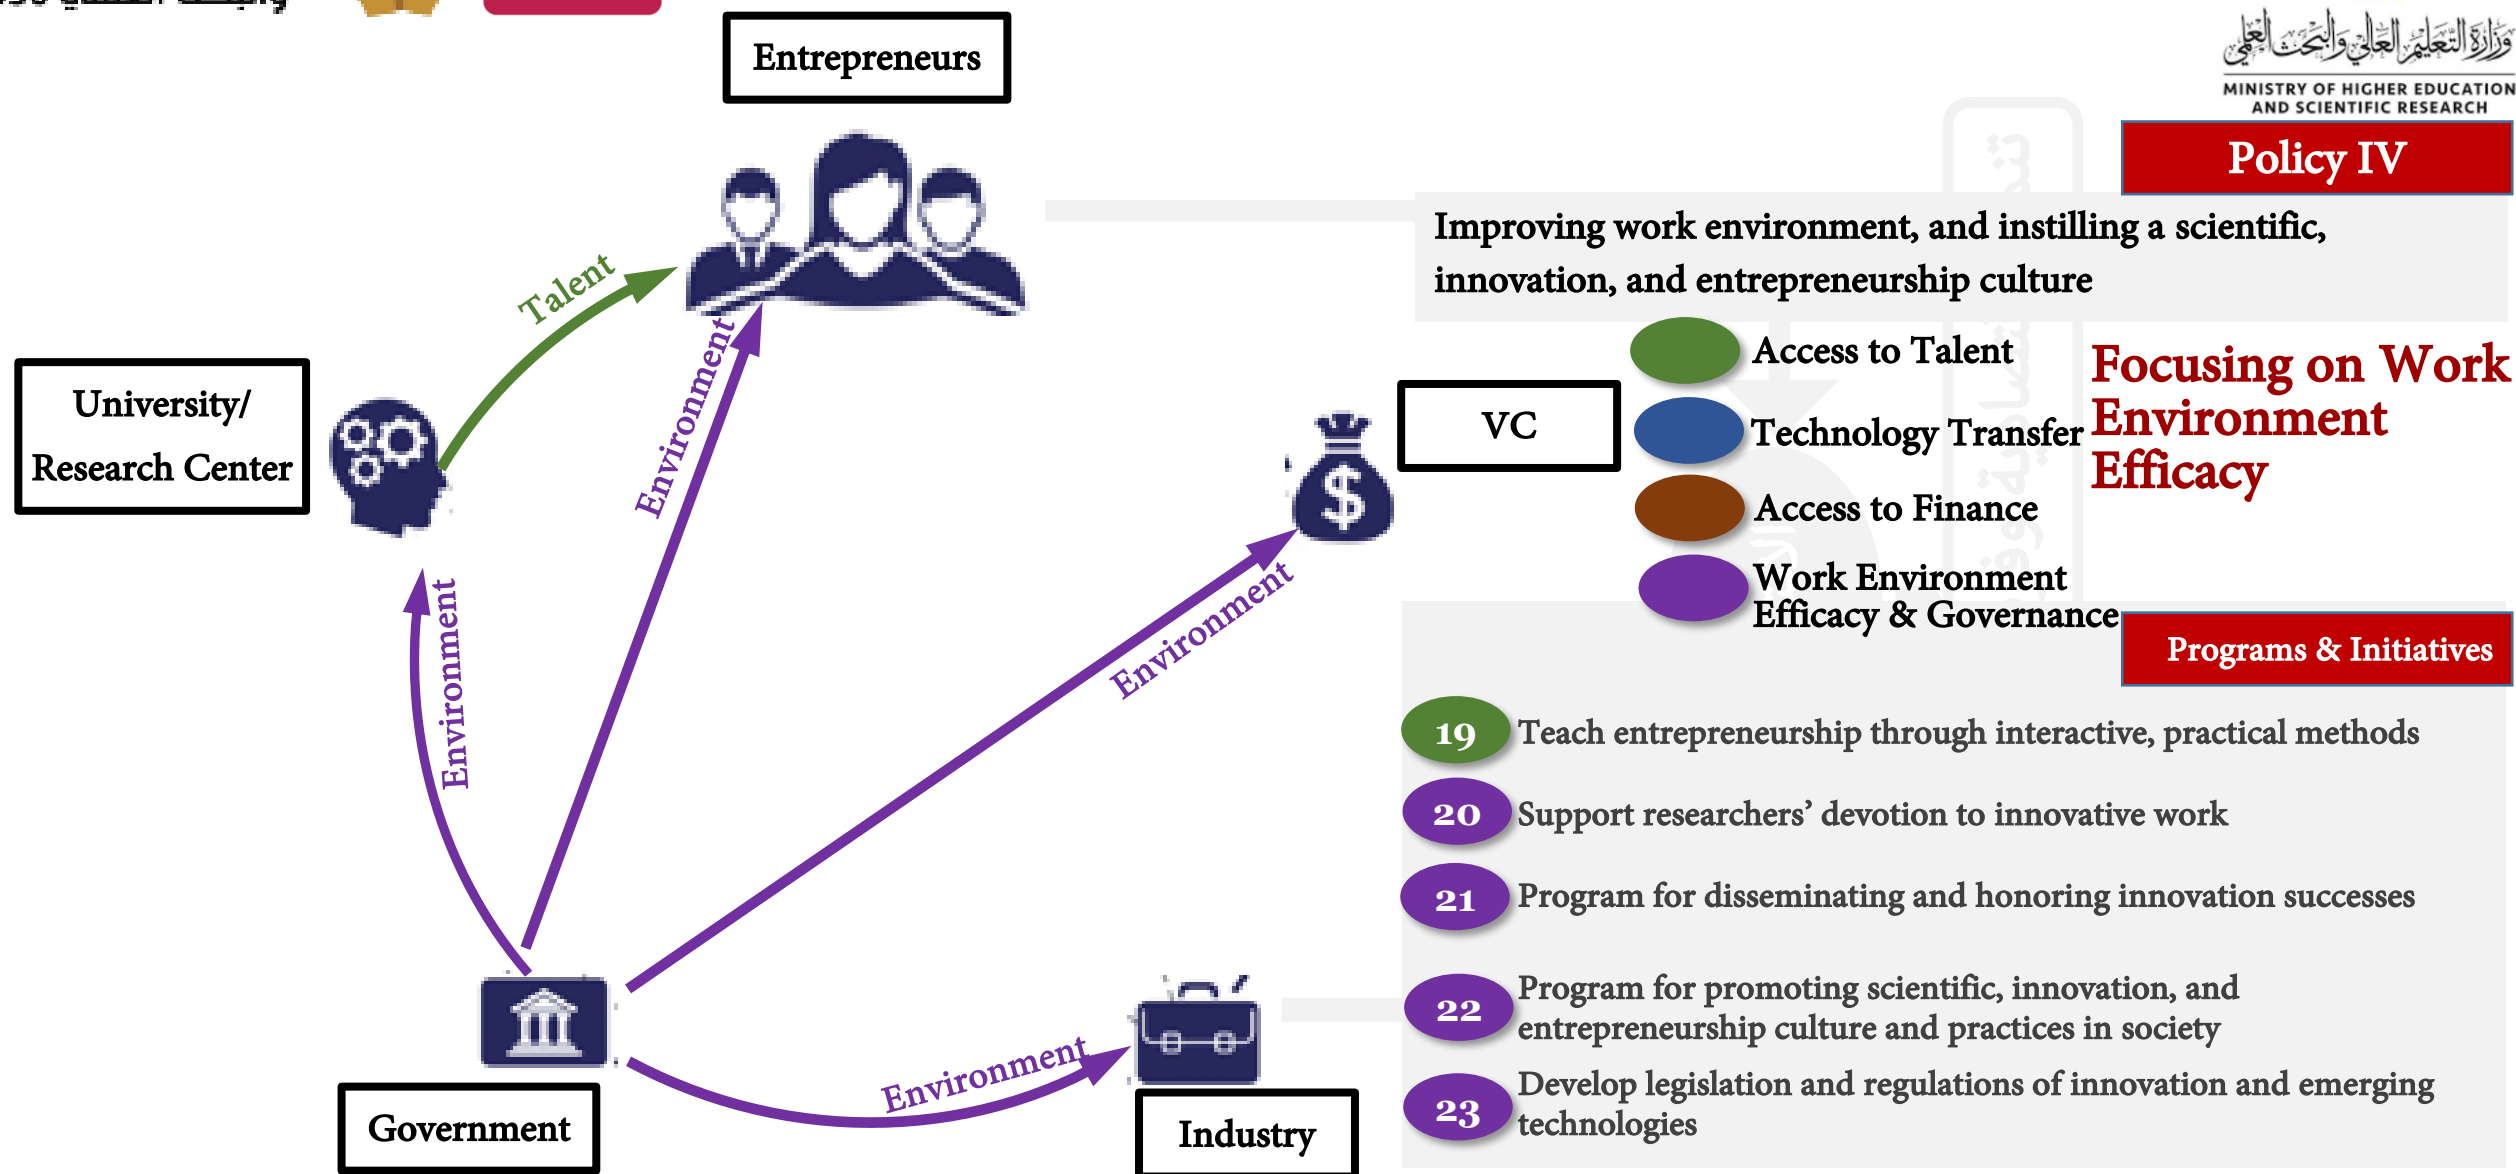 Entrepreneurs
وزارة التعليم العالي والبحث العلمي
MINISTRY OF HIGHER EDUCATION
AND SCIENTIFIC RESEARCH
Policy IV
Improving work environment, and instilling a scientific,
innovation, and entrepreneurship culture
Talent
Environment
University/
Research Center
VC
Access to Talent
Technology Transfer
Access to Finance
Work Environment
Efficacy & Governance
Focusing on Work
Environment
Efficacy
Environment
Environment
Programs & Initiatives
19 Teach entrepreneurship through interactive, practical methods
20 Support researchers’ devotion to innovative work
21 Program for disseminating and honoring innovation successes
22 Program for promoting scientific, innovation, and
entrepreneurship culture and practices in society
23 Develop legislation and regulations of innovation and emerging
technologies
Environment
Government
Industry